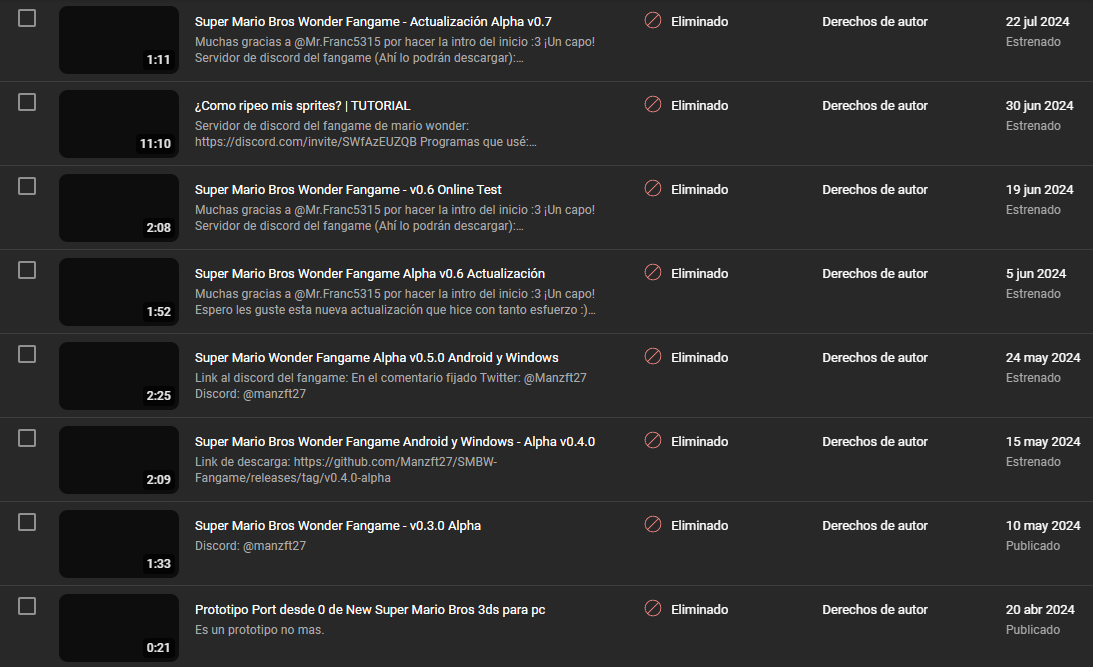 Super Mario Bros Wonder Fangame - Actualización Alpha v0.7
Eliminado
Derechos de autor
22 jul 2024
Muchas gracias a @Mr.Franc5315 por hacer la intro del inicio :3 ¡Un capo!
Estrenado
Servidor de discord del fangame (Ahí lo podrán descargar):...
1:11
¿Como ripeo mis sprites? | TUTORIAL
Eliminado
Derechos de autor
30 jun 2024
Servidor de discord del fangame de mario wonder:
Estrenado
https://discord.com/invite/SWfAzEUZQB Programas que usé:...
11:10
Super Mario Bros Wonder Fangame - v0.6 Online Test
Eliminado
Derechos de autor
19 jun 2024
Muchas gracias a @Mr.Franc5315 por hacer la intro del inicio :3 ¡Un capo!
Estrenado
Servidor de discord del fangame (Ahí lo podrán descargar):...
2:08
Super Mario Bros Wonder Fangame Alpha v0.6 Actualización
Eliminado
Derechos de autor
5 jun 2024
Muchas gracias a @Mr.Franc5315 por hacer la intro del inicio :3 ¡Un capo!
Estrenado
Espero les guste esta nueva actualización que hice con tanto esfuerzo :)...
1:52
Super Mario Wonder Fangame Alpha v0.5.0 Android y Windows
Eliminado
Derechos de autor
24 may 2024
Link al discord del fangame: En el comentario fijado Twitter: @Manzft27
Estrenado
Discord: @manzft27
2:25
Super Mario Bros Wonder Fangame Android y Windows - Alpha v0.4.0
Eliminado
Derechos de autor
15 may 2024
Link de descarga: https://github.com/Manzft27/SMBW-
Estrenado
Fangame/releases/tag/v0.4.0-alpha
2:09
Super Mario Bros Wonder Fangame - v0.3.0 Alpha
Eliminado
Derechos de autor
10 may 2024
Discord: @manzft27
Publicado
1:33
Prototipo Port desde 0 de New Super Mario Bros 3ds para pc
Eliminado
Derechos de autor
20 abr 2024
Es un prototipo no mas.
Publicado
0:21